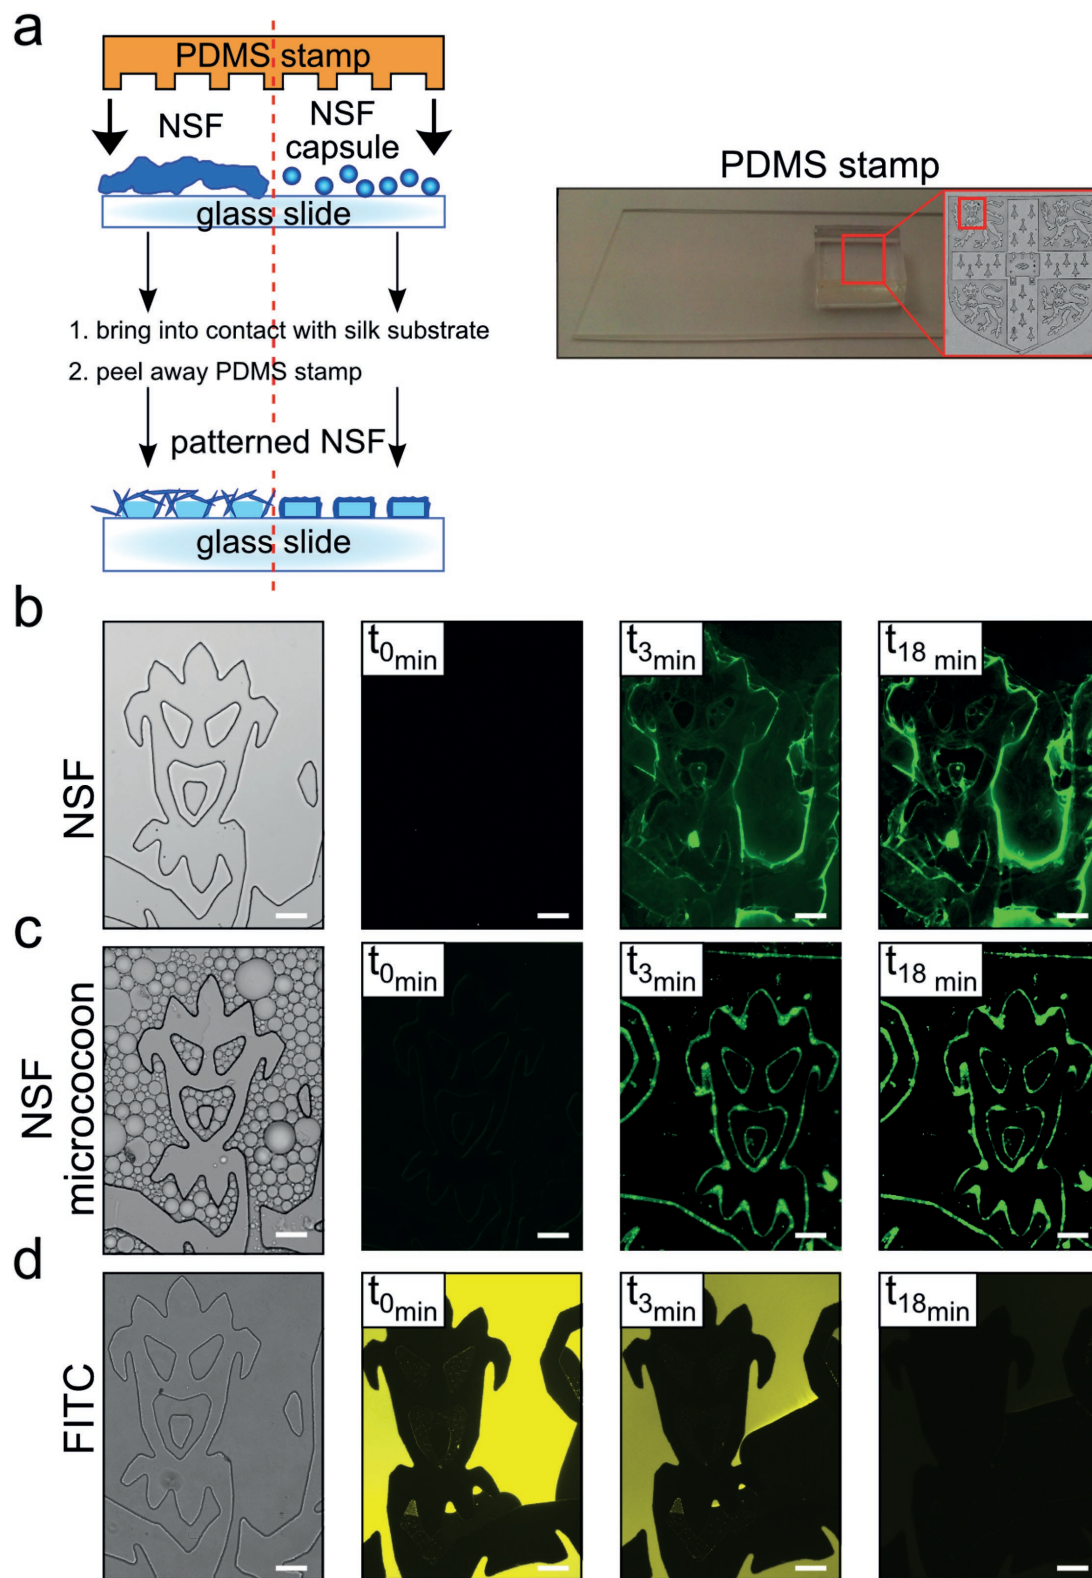 a
PDMS stamp
NSF
NSF
capsule
glass slide
1. bring into contact with silk substrate
2. peel away PDMS stamp
patterned NSF
glass slide
PDMS stamp
b
NSF
t0min
t3min
t18 min
c
NSF
micrococoon
t0min
t3min
t18 min
d
FITC
t0min
t3min
t18min